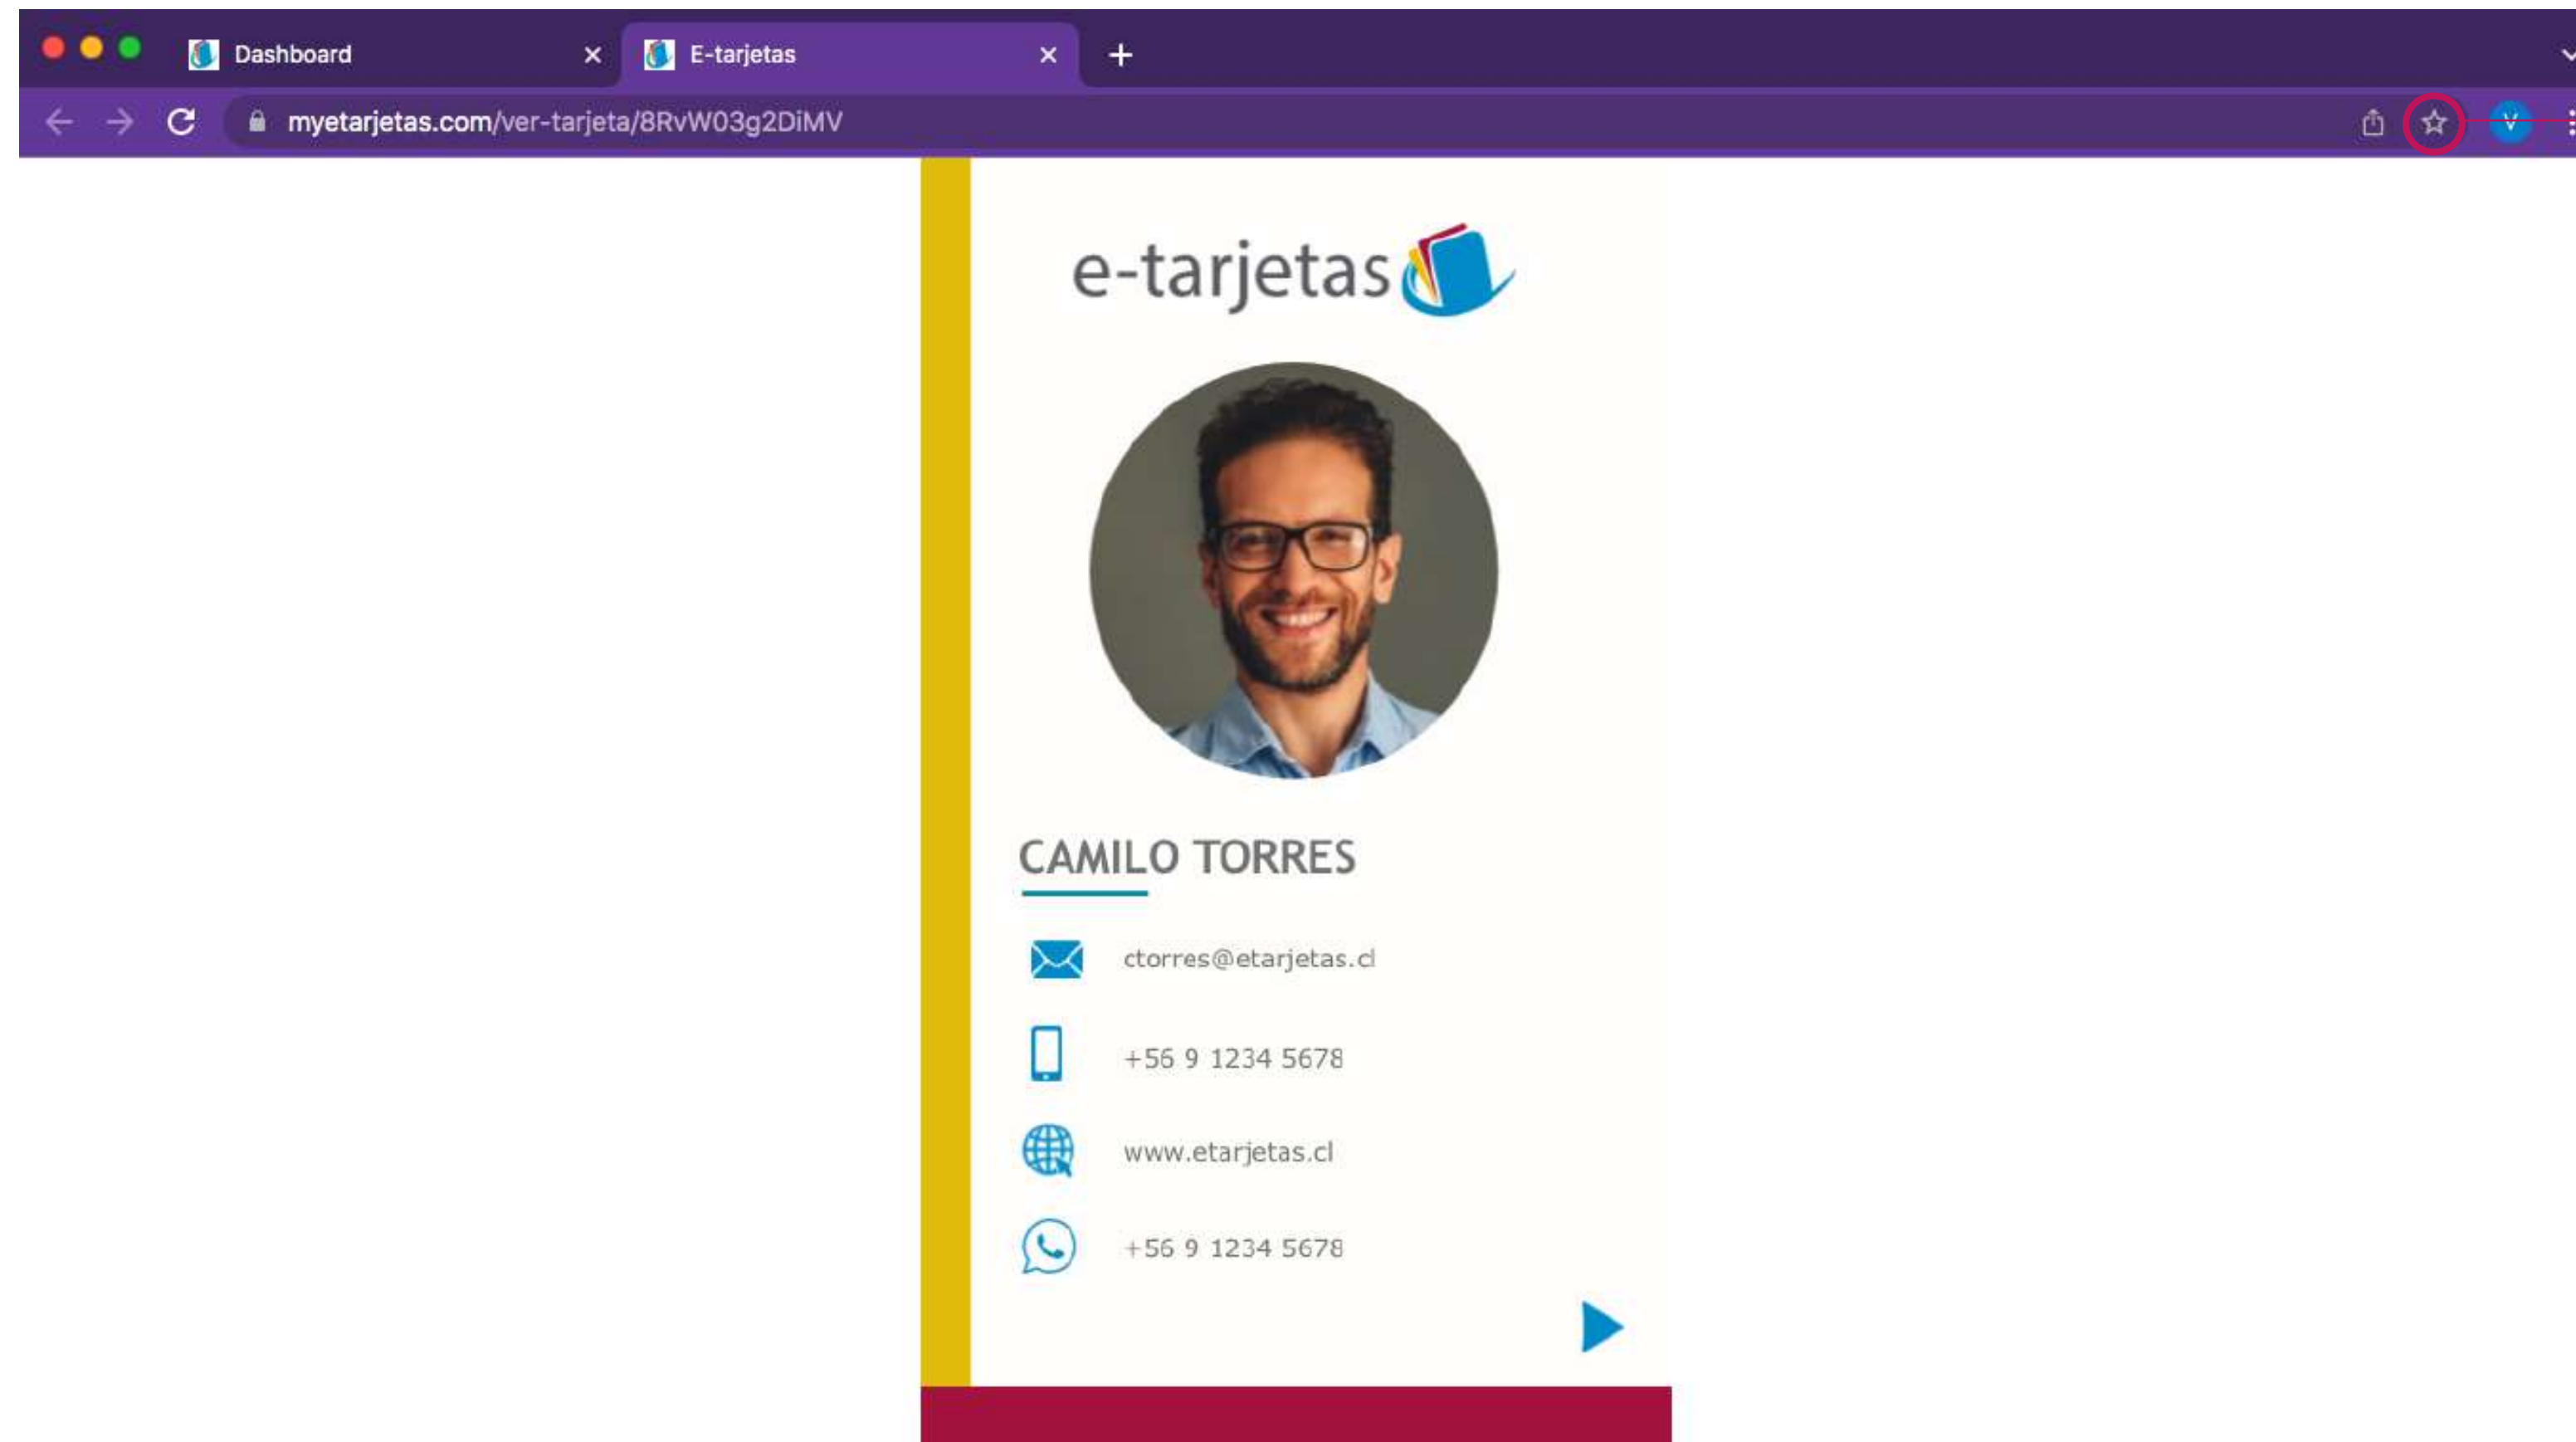 Dashboard
E-tarjetas
myetarjetas.com/ver-tarjeta/8RvW03g2DiMV
V
e-tarjetas
CAMILO TORRES
ctorres@etarjetas.cl
+56 9 1234 5678
www.etarjetas.cl
+56 9 1234 5678